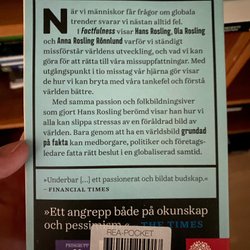 När vi människor får frågor om globala
trender svarar vi nästan alltid fel.
I Factfulness visar Hans Rosling, Ola Rosling
och Anna Rosling Rönnlund varför vi ständigt
missförstår världens utveckling, och vad vi kan
göra för att rätta till våra missuppfattningar. Med
utgångspunkt i tio misstag vår hjärna gör visar de
hur vi kan bryta med våra tankefel och förstå
världen bättre.
Med samma passion och folkbildningsiver
som gjort Hans Rosling berömd visar han hur vi
alla kan slippa stressas av en föråldrad bild av
världen. Bara genom att ha en världsbild grundad
på fakta kan medborgare, politiker och företags-
ledare fatta rätt beslut i en globaliserad samtid.
»Underbar [...] ett passionerat och bildat budskap.«
– FINANCIAL TIMES
»Ett angrepp både på okunskap
och pessimism.« THE TIMES
REA-POCKET